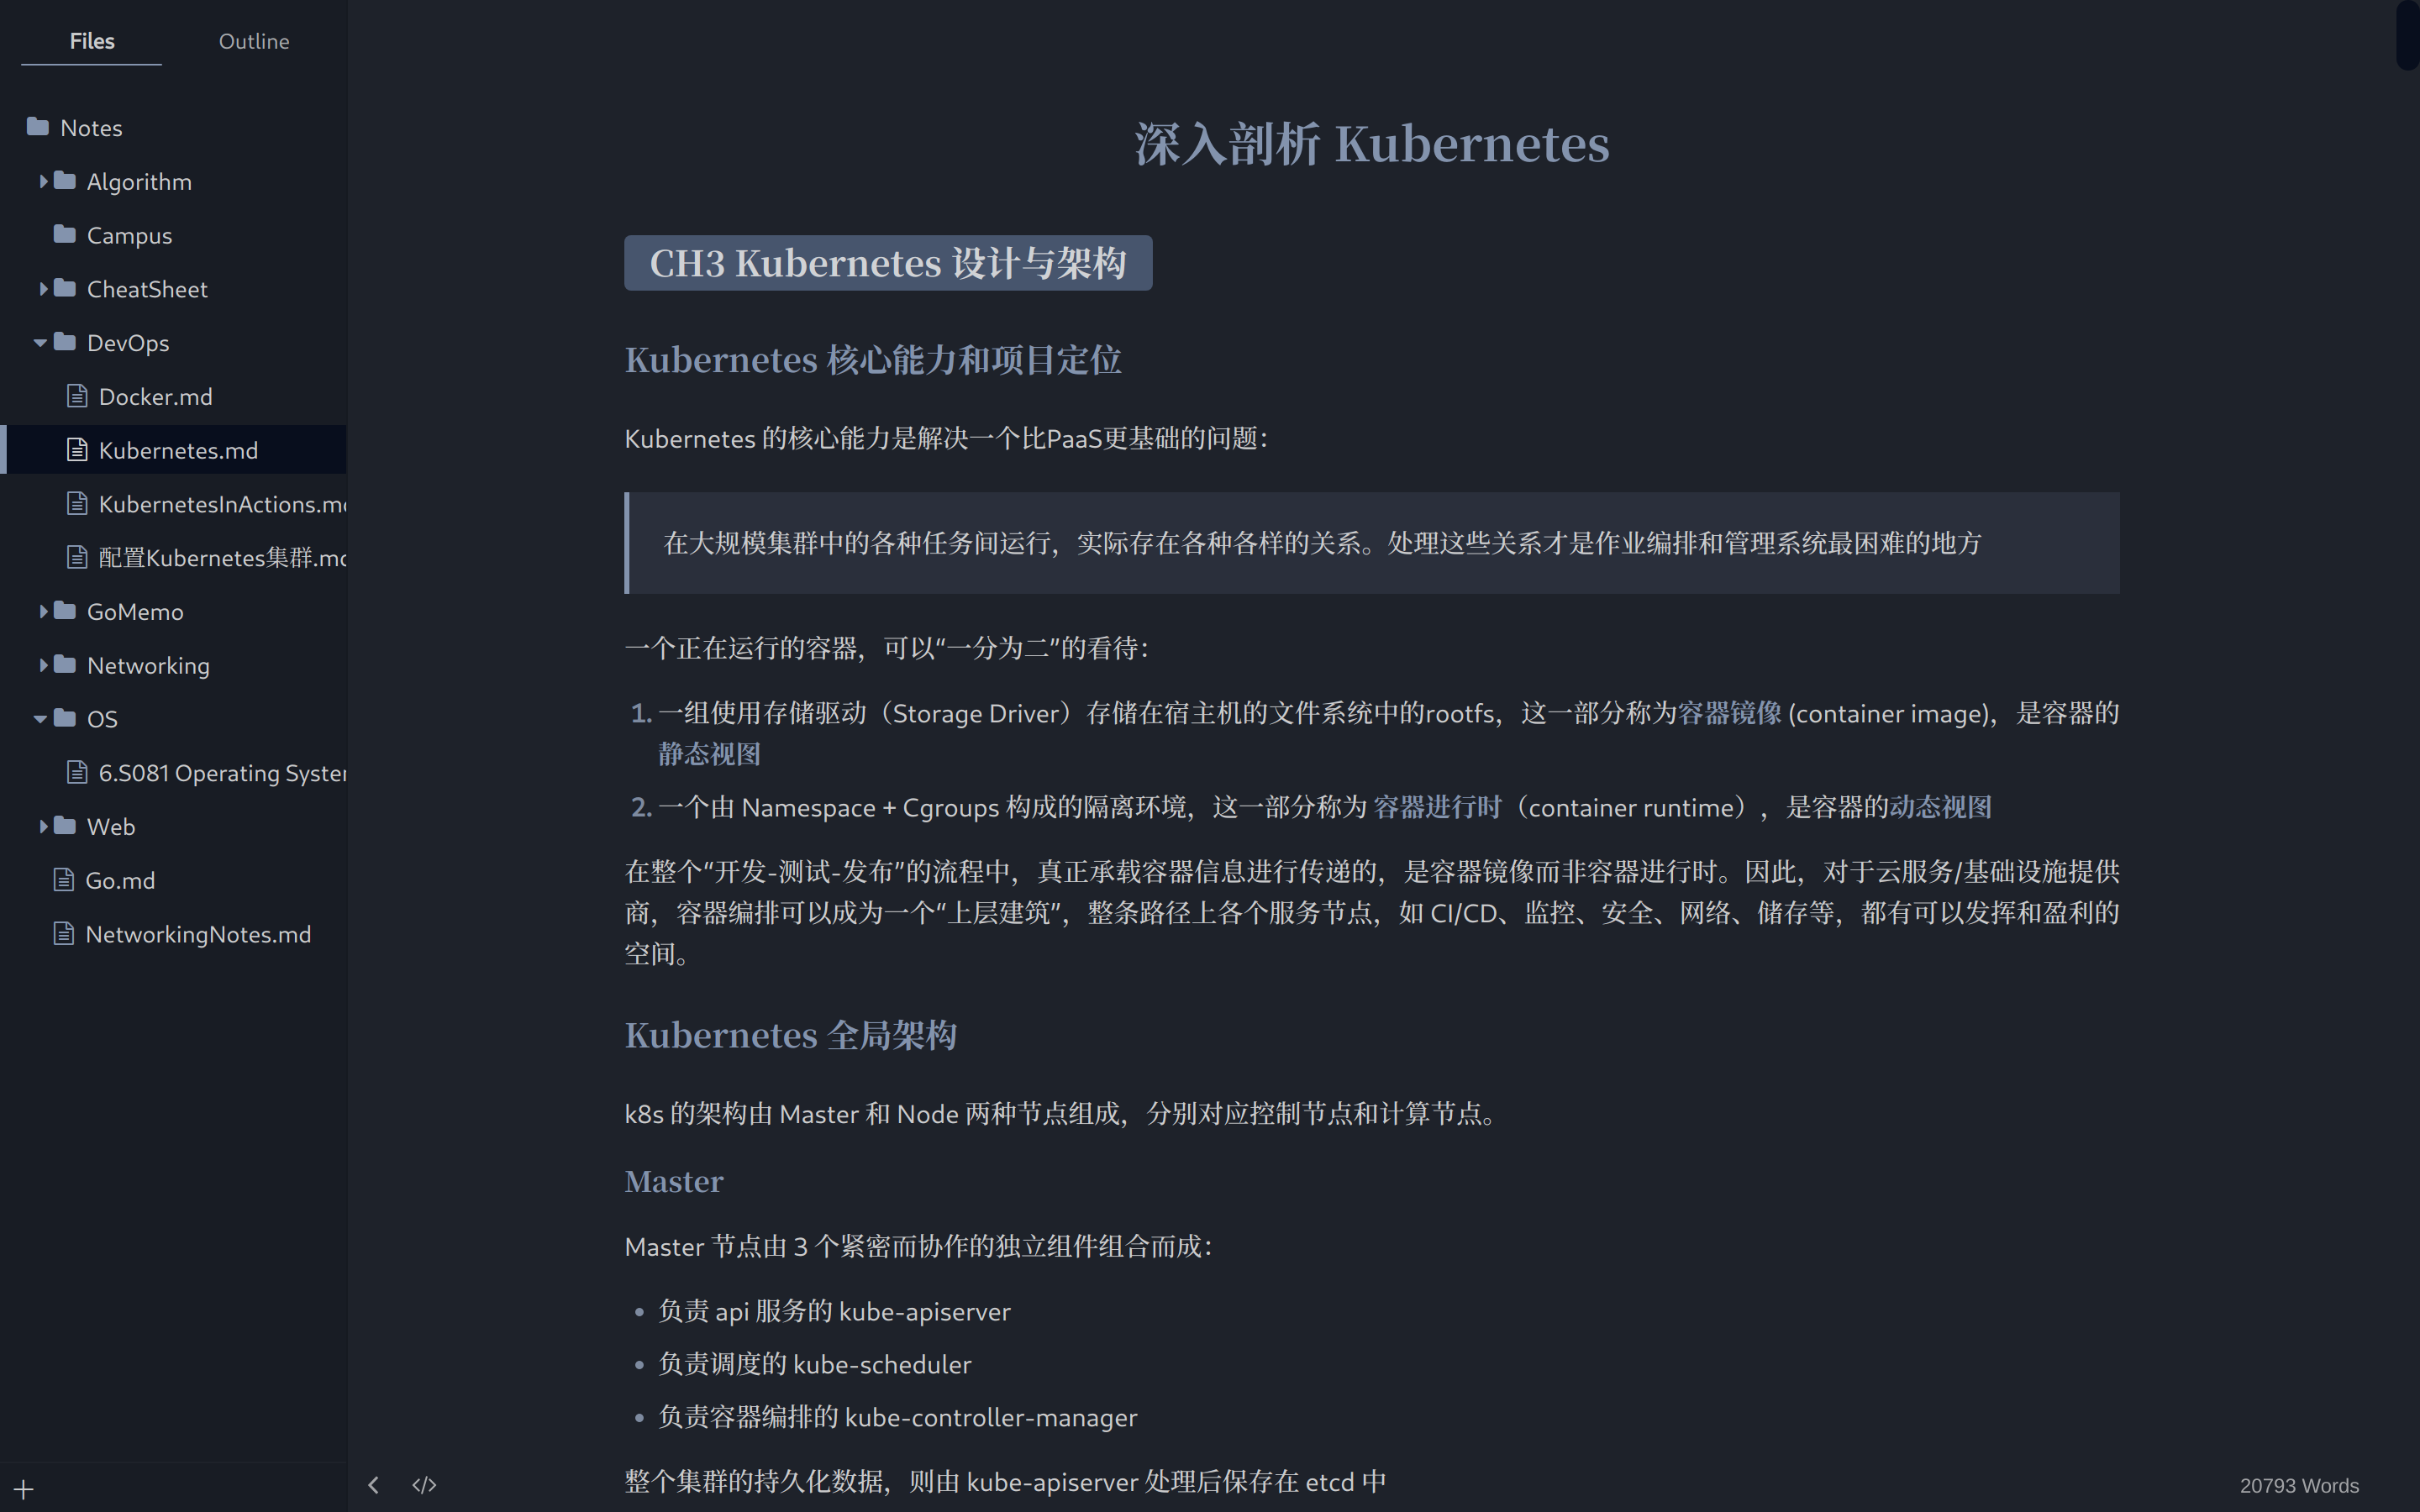 Files
Outline
Notes
Algorithm
Campus
CheatSheet
DevOps
Docker.md
Kubernetes.md
KubernetesInActions.md
配置Kubernetes集群.md
GoMemo
Networking
OS
6.S081 Operating System
Web
Go.md
NetworkingNotes.md
深入剖析 Kubernetes
CH3 Kubernetes 设计与架构
Kubernetes 核心能力和项目定位
Kubernetes 的核心能力是解决一个比PaaS更基础的问题：
在大规模集群中的各种任务间运行，实际存在各种各样的关系。处理这些关系才是作业编排和管理系统最困难的地方
一个正在运行的容器，可以“一分为二”的看待：
1. 一组使用存储驱动（Storage Driver）存储在宿主机的文件系统中的rootfs，这一部分称为容器镜像 (container image)，是容器的
静态视图
2. 一个由 Namespace + Cgroups 构成的隔离环境，这一部分称为 容器进行时（container runtime），是容器的动态视图
在整个“开发-测试-发布”的流程中，真正承载容器信息进行传递的，是容器镜像而非容器进行时。因此，对于云服务/基础设施提供
商，容器编排可以成为一个“上层建筑”，整条路径上各个服务节点，如 CI/CD、监控、安全、网络、储存等，都有可以发挥和盈利的
空间。
Kubernetes 全局架构
k8s 的架构由 Master 和 Node 两种节点组成，分别对应控制节点和计算节点。
Master
Master 节点由 3 个紧密而协作的独立组件组合而成：
• 负责 api 服务的 kube-apiserver
• 负责调度的 kube-scheduler
• 负责容器编排的 kube-controller-manager
整个集群的持久化数据，则由 kube-apiserver 处理后保存在 etcd 中
20793 Words